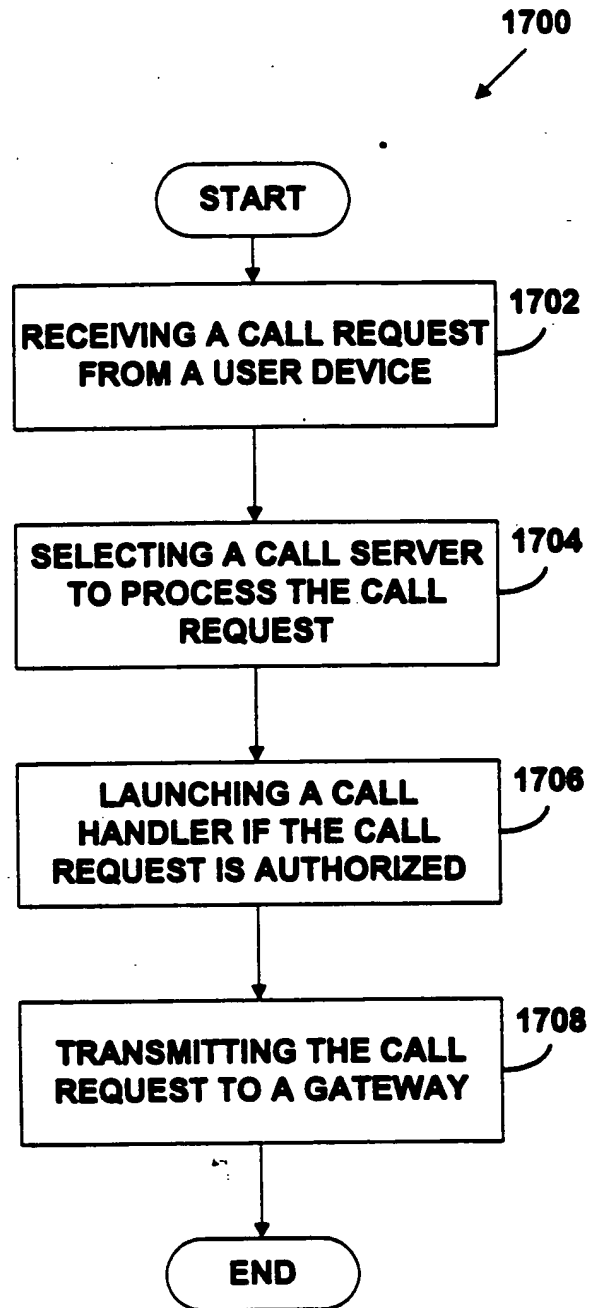 1700
START
1702
RECEIVING A CALL REQUEST
FROM A USER DEVICE
1704
SELECTING A CALL SERVER
TO PROCESS THE CALL
REQUEST
1706
LAUNCHING A CALL
HANDLER IF THE CALL
REQUEST IS AUTHORIZED
1708
TRANSMITTING THE CALL
REQUEST TO A GATEWAY
END